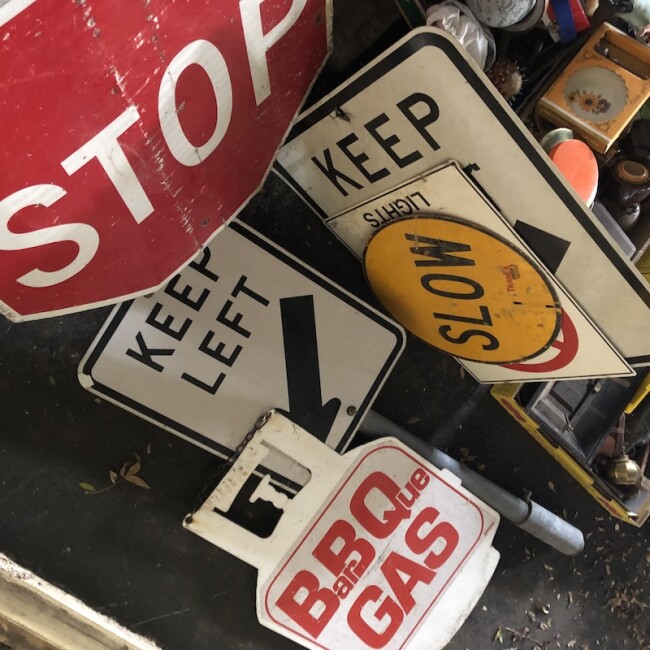 STOP
KEEP
LIGHTS
SLOW
KEEP
LEFT
BarBQue
GAS